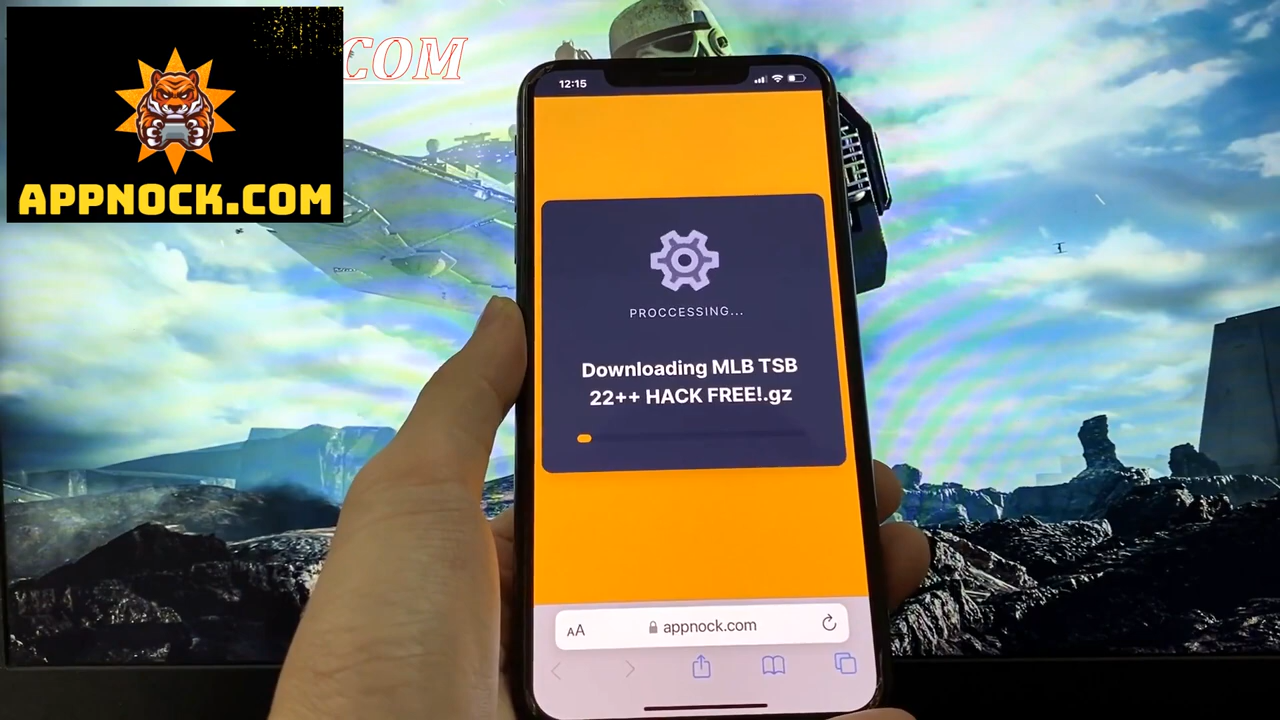 .COM
APPNOCK.COM
12:15
PROCCESSING...
Downloading MLB TSB
22++ HACK FREE!.gz
AA
appnock.com